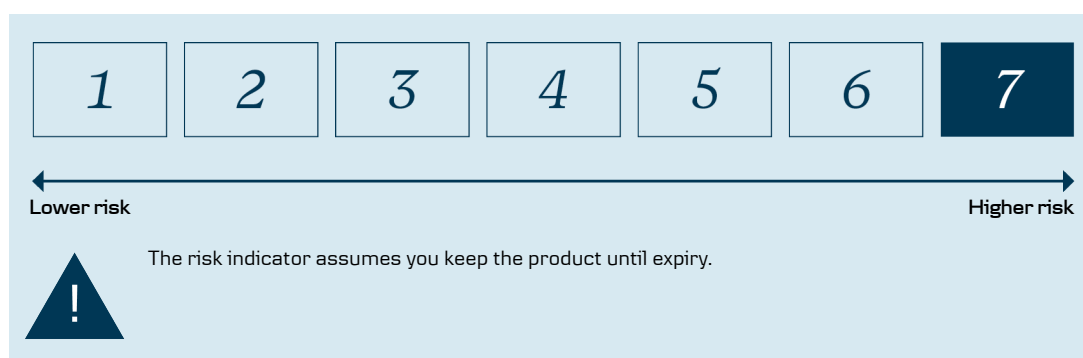 1 2 3 4 5 6 7
Lower risk Higher risk
The risk indicator assumes you keep the product until expiry.
!